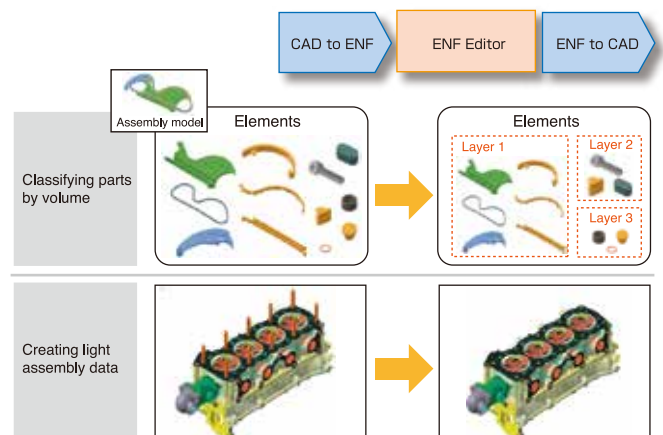 CAD to ENF
ENF Editor
ENF to CAD
Assembly model
Elements
Elements
Classifying parts
by volume
Layer 1
Layer 2
Layer 3
Creating light
assembly data